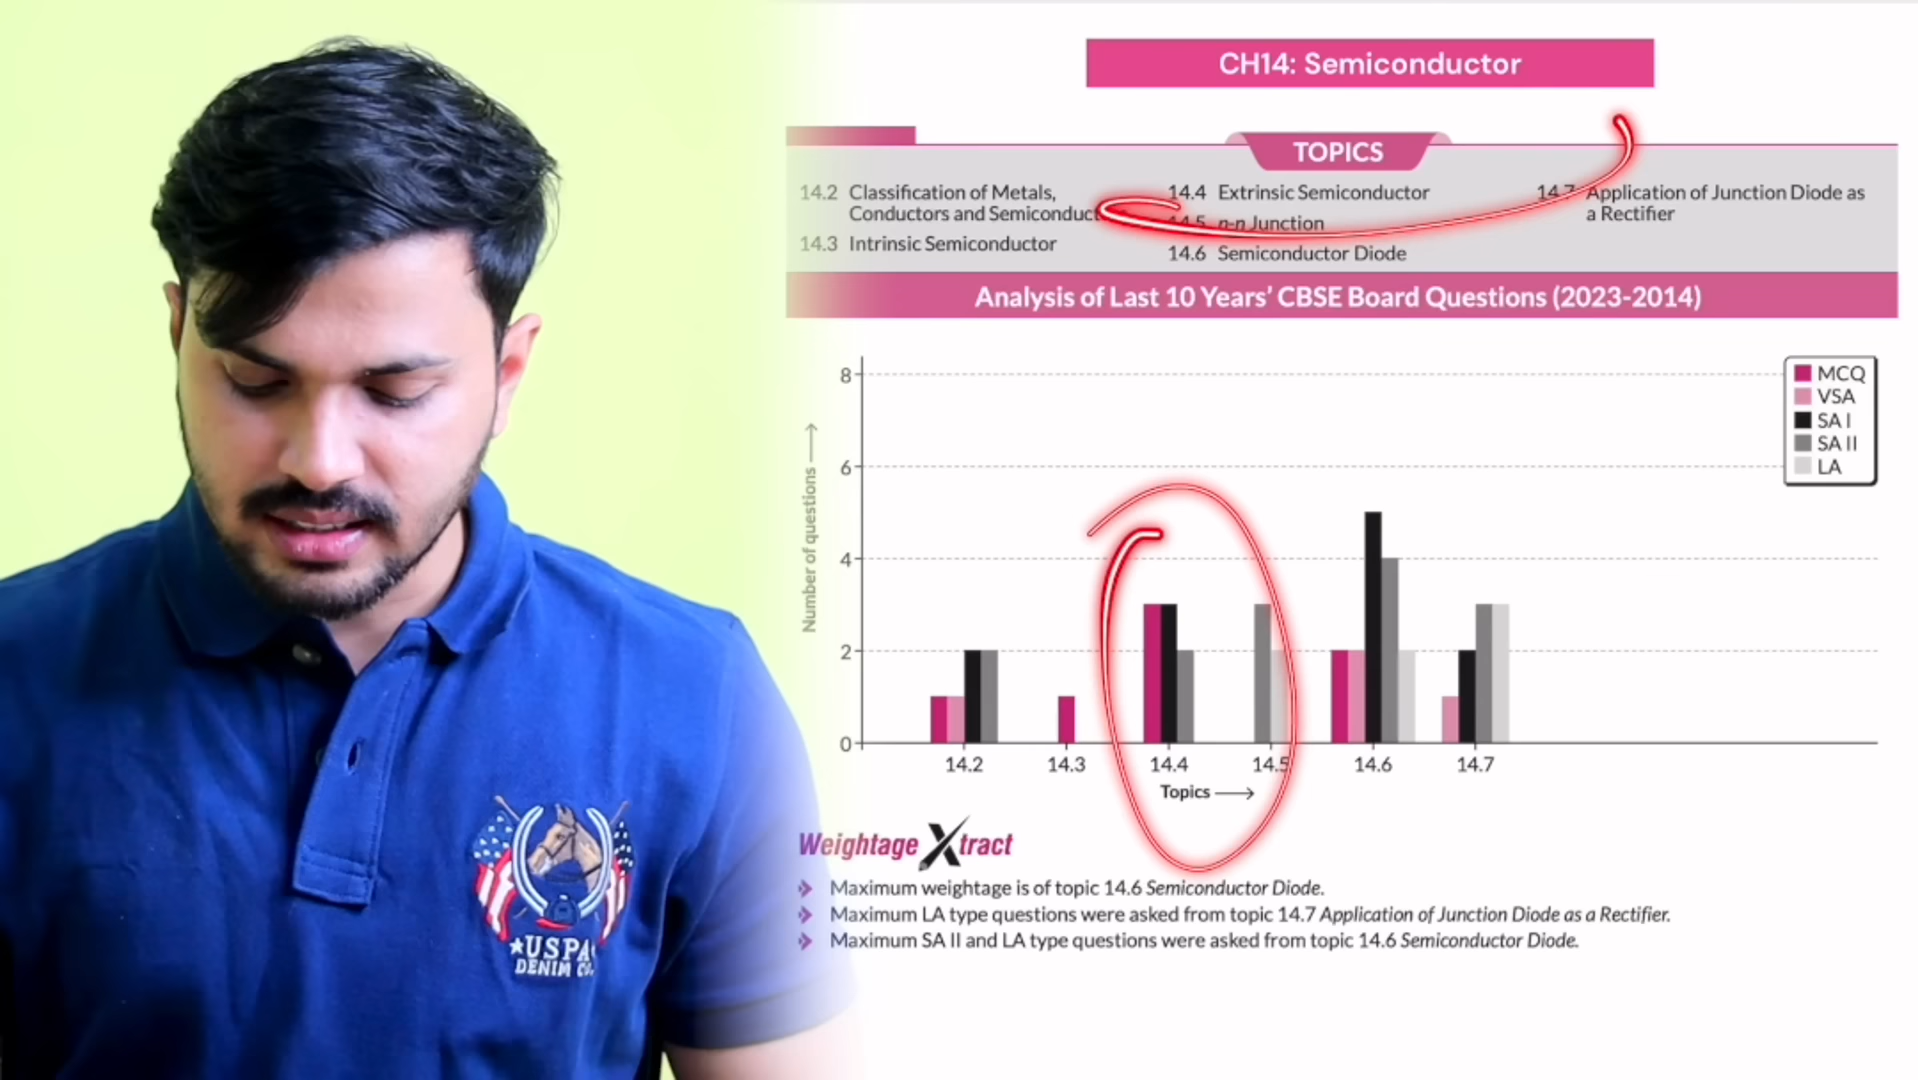 CH14: Semiconductor
TOPICS
14.2 Classification of Metals,
Conductors and Semiconduc
14.3 Intrinsic Semiconductor
14.4 Extrinsic Semiconductor
14.5 n-n Junction
14.6 Semiconductor Diode
14.7 Application of Junction Diode as
a Rectifier
Analysis of Last 10 Years' CBSE Board Questions (2023-2014)
Number of questions
8
6
4
2
0
MCQ
VSA
SA I
SA II
LA
14.2 14.3 14.4 14.5 14.6 14.7
Topics
Weightage Xtract
Maximum weightage is of topic 14.6 Semiconductor Diode.
Maximum LA type questions were asked from topic 14.7 Application of Junction Diode as a Rectifier.
Maximum SA II and LA type questions were asked from topic 14.6 Semiconductor Diode.
USPA
DENIM CO.